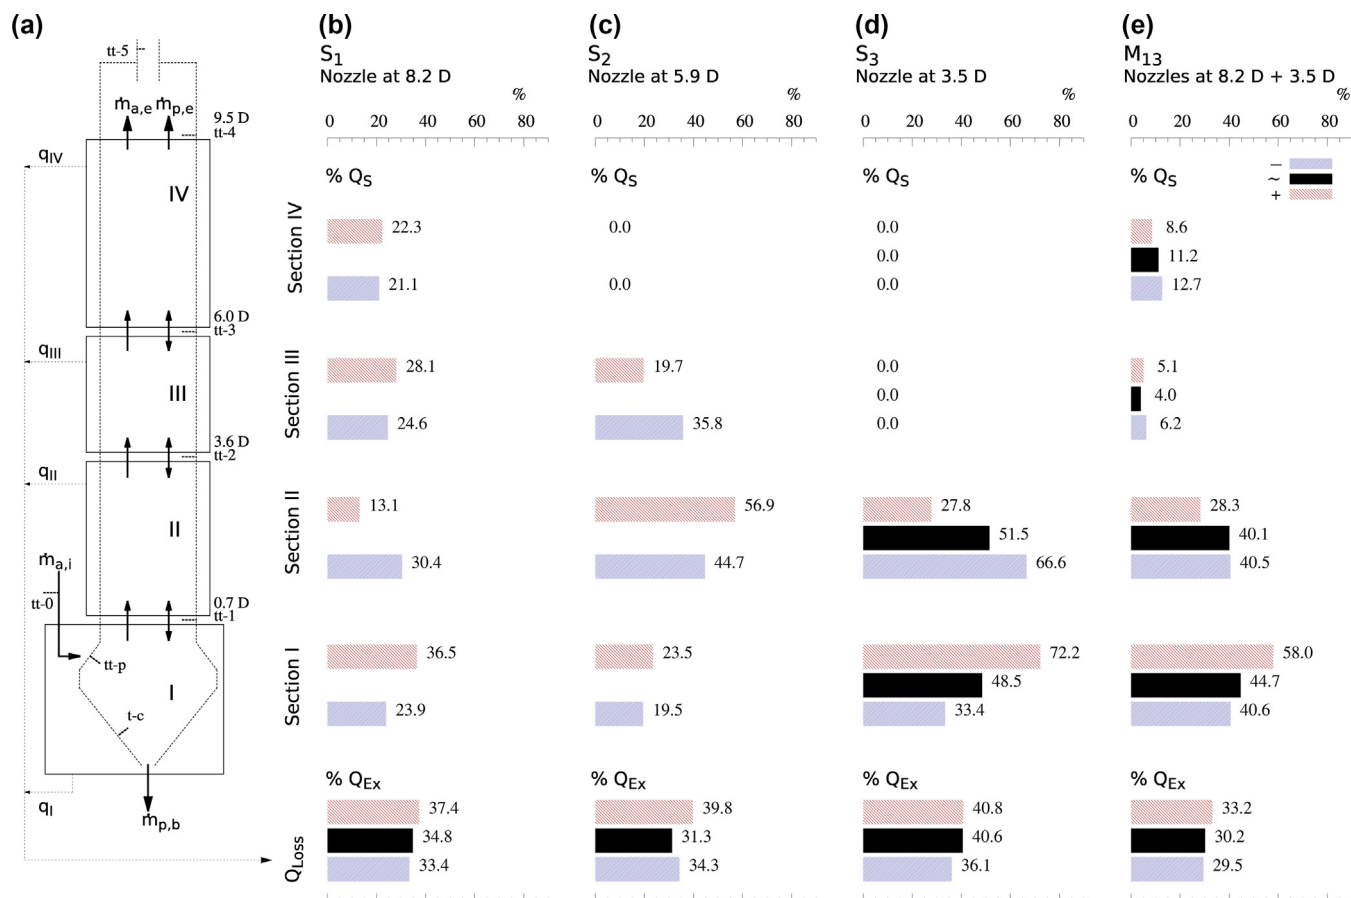 (a)
tt-5
ṁa,e ṁp,e
9.5 D
tt-4
qIV
IV
6.0 D
tt-3
qIII
III
3.6 D
tt-2
qII
II
ṁa,i
tt-0
0.7 D
tt-1
tt-p
I
t-c
qI
ṁp,b
(b)
S1
Nozzle at 8.2 D
%
0 20 40 60 80
% QS
Section IV
22.3
21.1
Section III
28.1
24.6
Section II
13.1
30.4
Section I
36.5
23.9
% QEx
QLoss
37.4
34.8
33.4
(c)
S2
Nozzle at 5.9 D
%
0 20 40 60 80
% QS
0.0
0.0
19.7
35.8
56.9
44.7
23.5
19.5
% QEx
39.8
31.3
34.3
(d)
S3
Nozzle at 3.5 D
%
0 20 40 60 80
% QS
0.0
0.0
0.0
0.0
0.0
0.0
27.8
51.5
66.6
72.2
48.5
33.4
% QEx
40.8
40.6
36.1
(e)
M13
Nozzles at 8.2 D + 3.5 D
%
0 20 40 60 80
% QS
−
~
+
8.6
11.2
12.7
5.1
4.0
6.2
28.3
40.1
40.5
58.0
44.7
40.6
% QEx
33.2
30.2
29.5